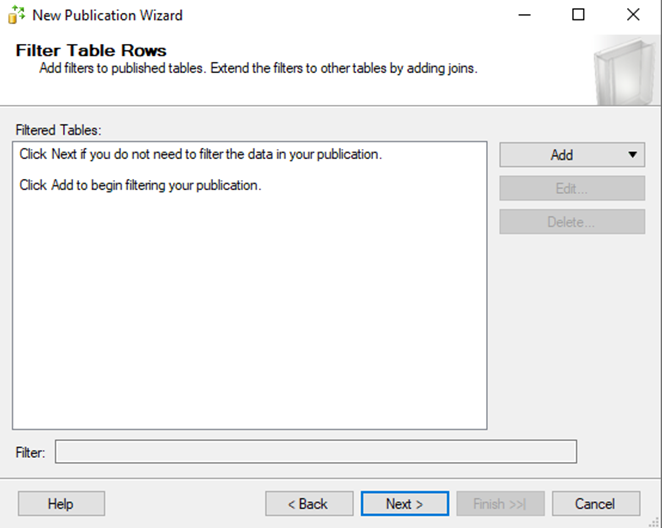 New Publication Wizard
Filter Table Rows
Add filters to published tables. Extend the filters to other tables by adding joins.
Filtered Tables:
Click Next if you do not need to filter the data in your publication.
Click Add to begin filtering your publication.
Add
Edit...
Delete...
Filter:
Help
< Back
Next >
Finish >>|
Cancel